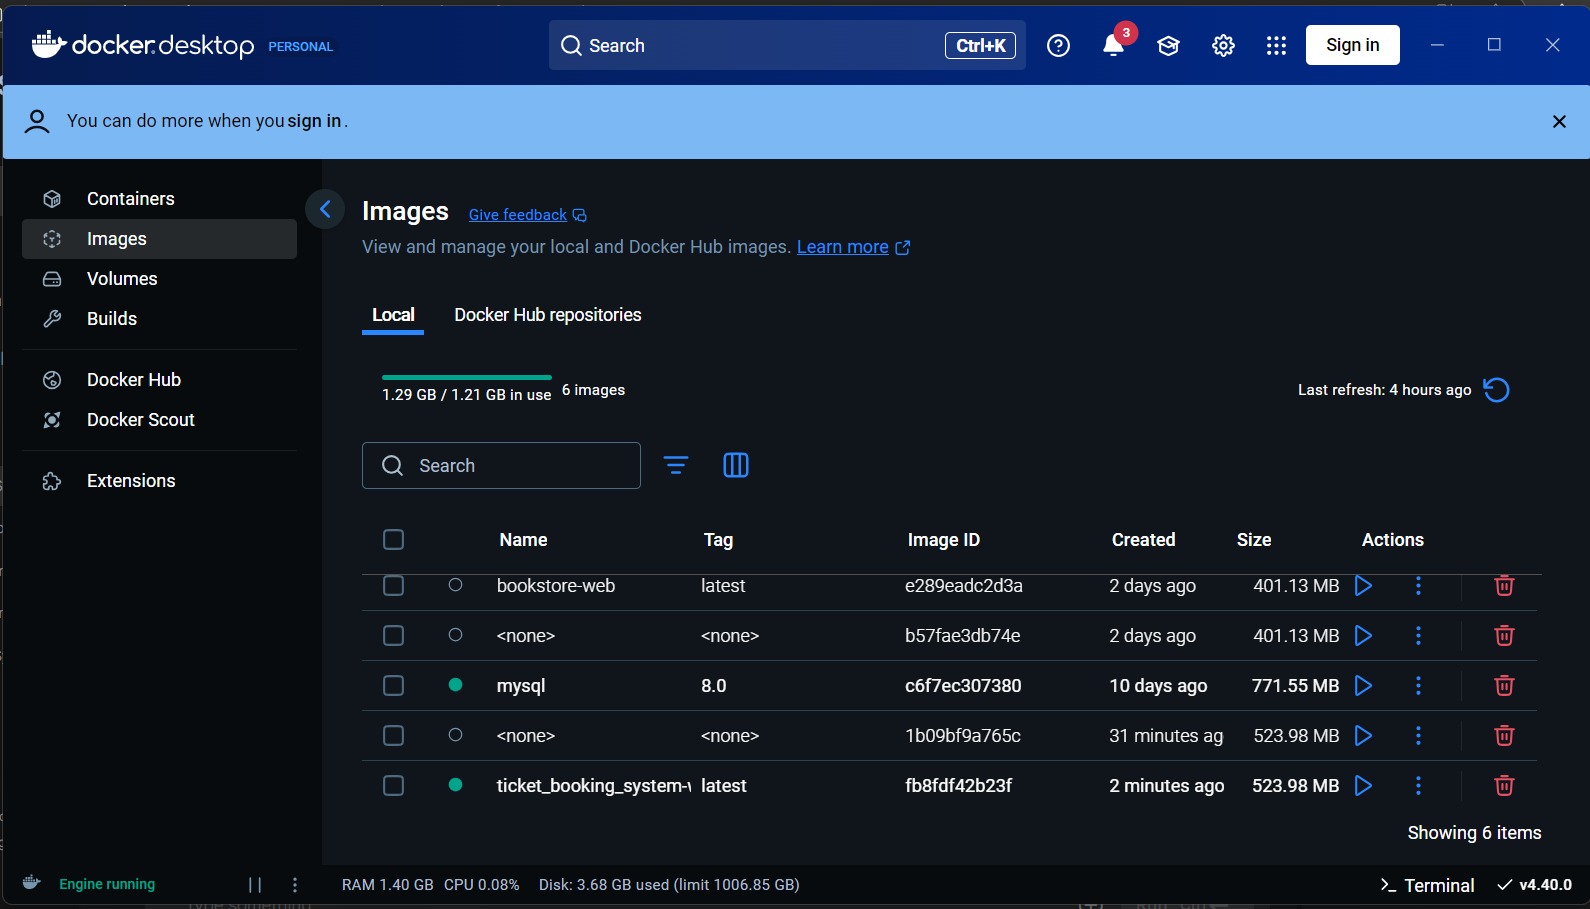 docker.desktop PERSONAL
Search Ctrl+K
3
Sign in
You can do more when you sign in.
Containers
Images
Volumes
Builds
Docker Hub
Docker Scout
Extensions
Images Give feedback
View and manage your local and Docker Hub images. Learn more
Local Docker Hub repositories
1.29 GB / 1.21 GB in use 6 images
Last refresh: 4 hours ago
Search
Name Tag Image ID Created Size Actions
bookstore-web latest e289eadc2d3a 2 days ago 401.13 MB
<none> <none> b57fae3db74e 2 days ago 401.13 MB
mysql 8.0 c6f7ec307380 10 days ago 771.55 MB
<none> <none> 1b09bf9a765c 31 minutes ag 523.98 MB
ticket_booking_system- latest fb8fdf42b23f 2 minutes ago 523.98 MB
Showing 6 items
Engine running
RAM 1.40 GB CPU 0.08% Disk: 3.68 GB used (limit 1006.85 GB)
>_ Terminal
v4.40.0